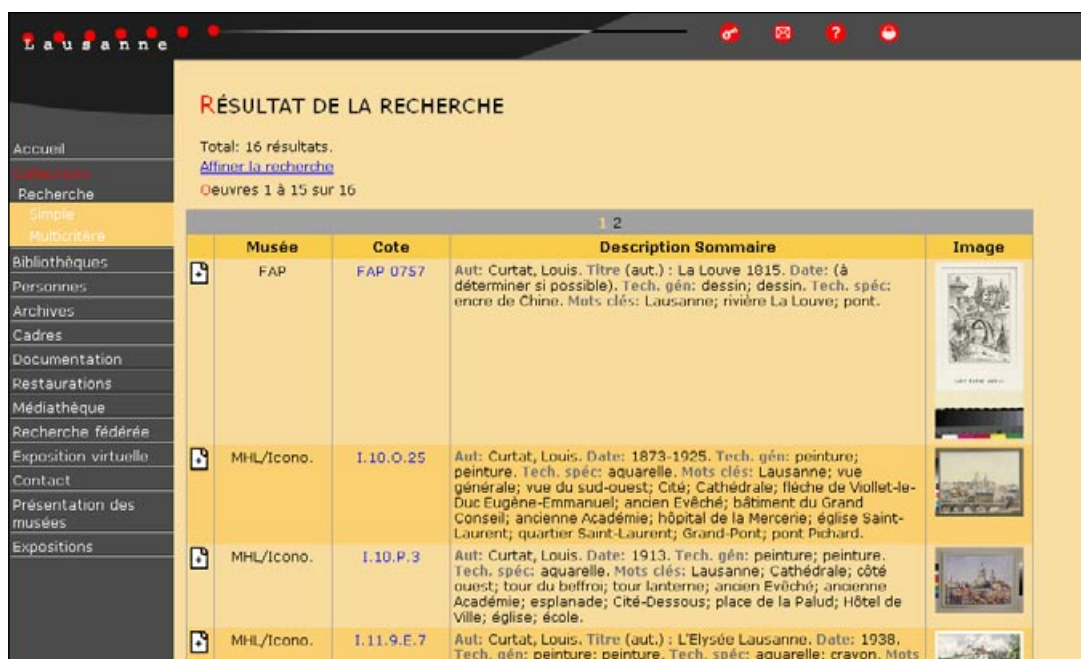 Lausanne
RÉSULTAT DE LA RECHERCHE
Total: 16 résultats.
Affiner la recherche
Oeuvres 1 à 15 sur 16
Accueil
Collections
Recherche
Simple
Multicritère
Bibliothèques
Personnes
Archives
Cadres
Documentation
Restaurations
Médiathèque
Recherche fédérée
Exposition virtuelle
Contact
Présentation des
musées
Expositions
1 2
Musée Cote Description Sommaire Image
FAP FAP 0757 Aut: Curtat, Louis. Titre (aut.) : La Louve 1815. Date: (à
déterminer si possible). Tech. gén: dessin; dessin. Tech. spéc:
encre de Chine. Mots clés: Lausanne; rivière La Louve; pont.
MHL/Icono. I.10.O.25 Aut: Curtat, Louis. Date: 1873-1925. Tech. gén: peinture;
peinture. Tech. spéc: aquarelle. Mots clés: Lausanne; vue
générale; vue du sud-ouest; Cité; Cathédrale; flèche de Viollet-le-
Duc Eugène-Emmanuel; ancien Evêché; bâtiment du Grand
Conseil; ancienne Académie; hôpital de la Mercerie; église Saint-
Laurent; quartier Saint-Laurent; Grand-Pont; pont Pichard.
MHL/Icono. I.10.P.3 Aut: Curtat, Louis. Date: 1913. Tech. gén: peinture; peinture.
Tech. spéc: aquarelle. Mots clés: Lausanne; Cathédrale; côté
ouest; tour du beffroi; tour lanterne; ancien Evêché; ancienne
Académie; esplanade; Cité-Dessous; place de la Palud; Hôtel de
Ville; église; école.
MHL/Icono. I.11.9.E.7 Aut: Curtat, Louis. Titre (aut.) : L'Elysée Lausanne. Date: 1938.
Tech. gén: peinture; peinture. Tech. spéc: aquarelle; crayon. Mots